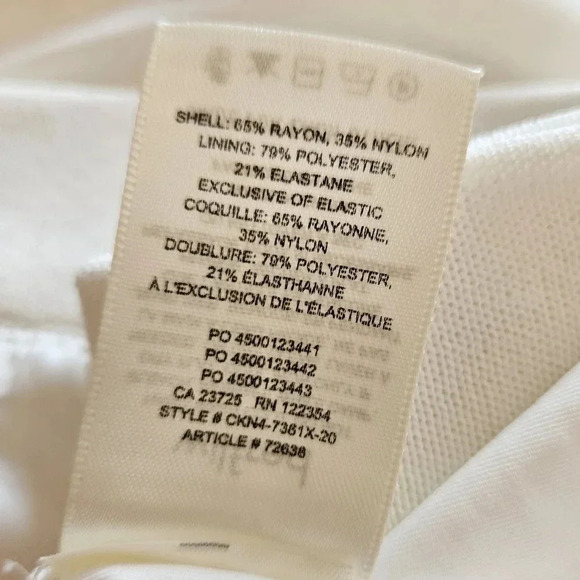 SHELL: 65% RAYON, 35% NYLON
LINING: 79% POLYESTER,
21% ELASTANE
EXCLUSIVE OF ELASTIC
COQUILLE: 65% RAYONNE,
35% NYLON
DOUBLURE: 79% POLYESTER,
21% ÉLASTHANNE
À L'EXCLUSION DE L'ÉLASTIQUE
PO 4500123441
PO 4500123442
PO 4500123443
CA 23725 RN 122354
STYLE # CKN4-7361X-20
ARTICLE # 72638